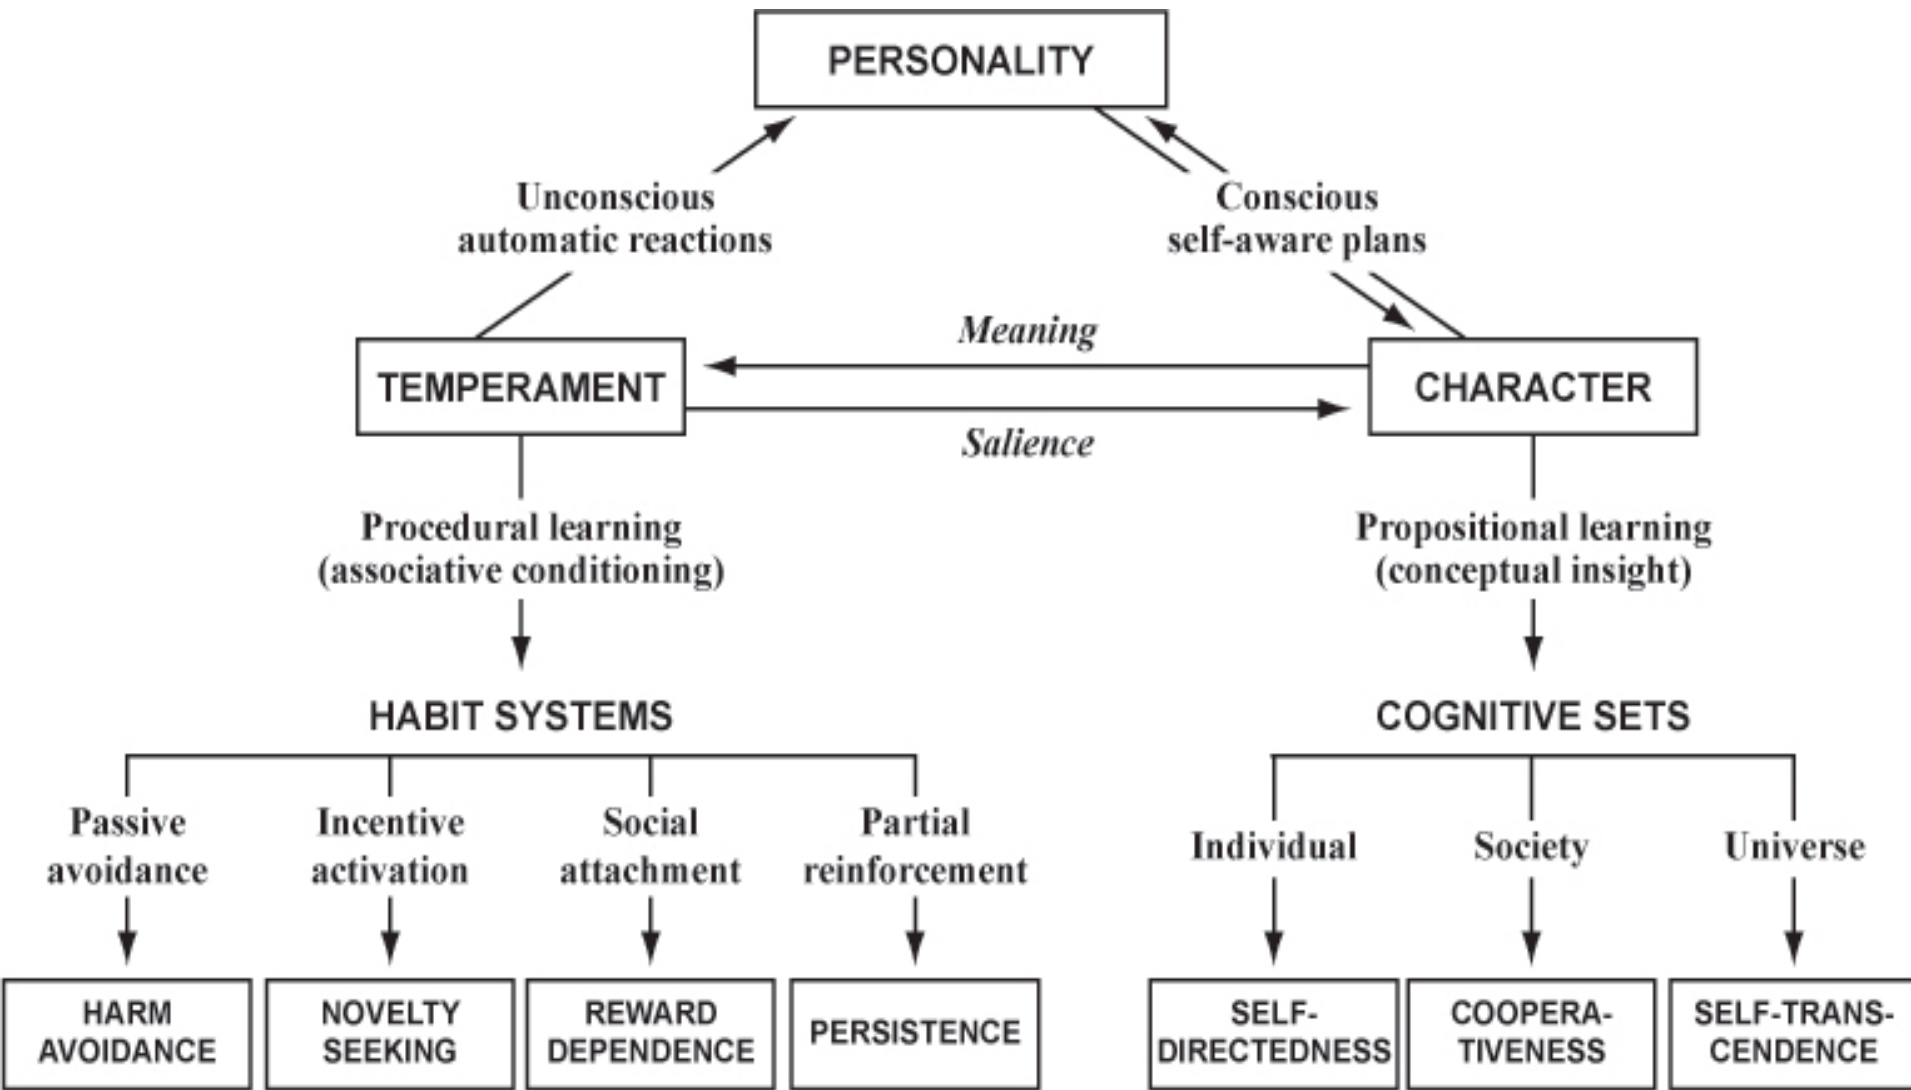 PERSONALITY
Unconscious
automatic reactions
Conscious
self-aware plans
Meaning
TEMPERAMENT
CHARACTER
Salience
Procedural learning
(associative conditioning)
Propositional learning
(conceptual insight)
HABIT SYSTEMS
COGNITIVE SETS
Passive
avoidance
Incentive
activation
Social
attachment
Partial
reinforcement
Individual
Society
Universe
HARM
AVOIDANCE
NOVELTY
SEEKING
REWARD
DEPENDENCE
PERSISTENCE
SELF-
DIRECTEDNESS
COOPERA-
TIVENESS
SELF-TRANS-
CENDENCE